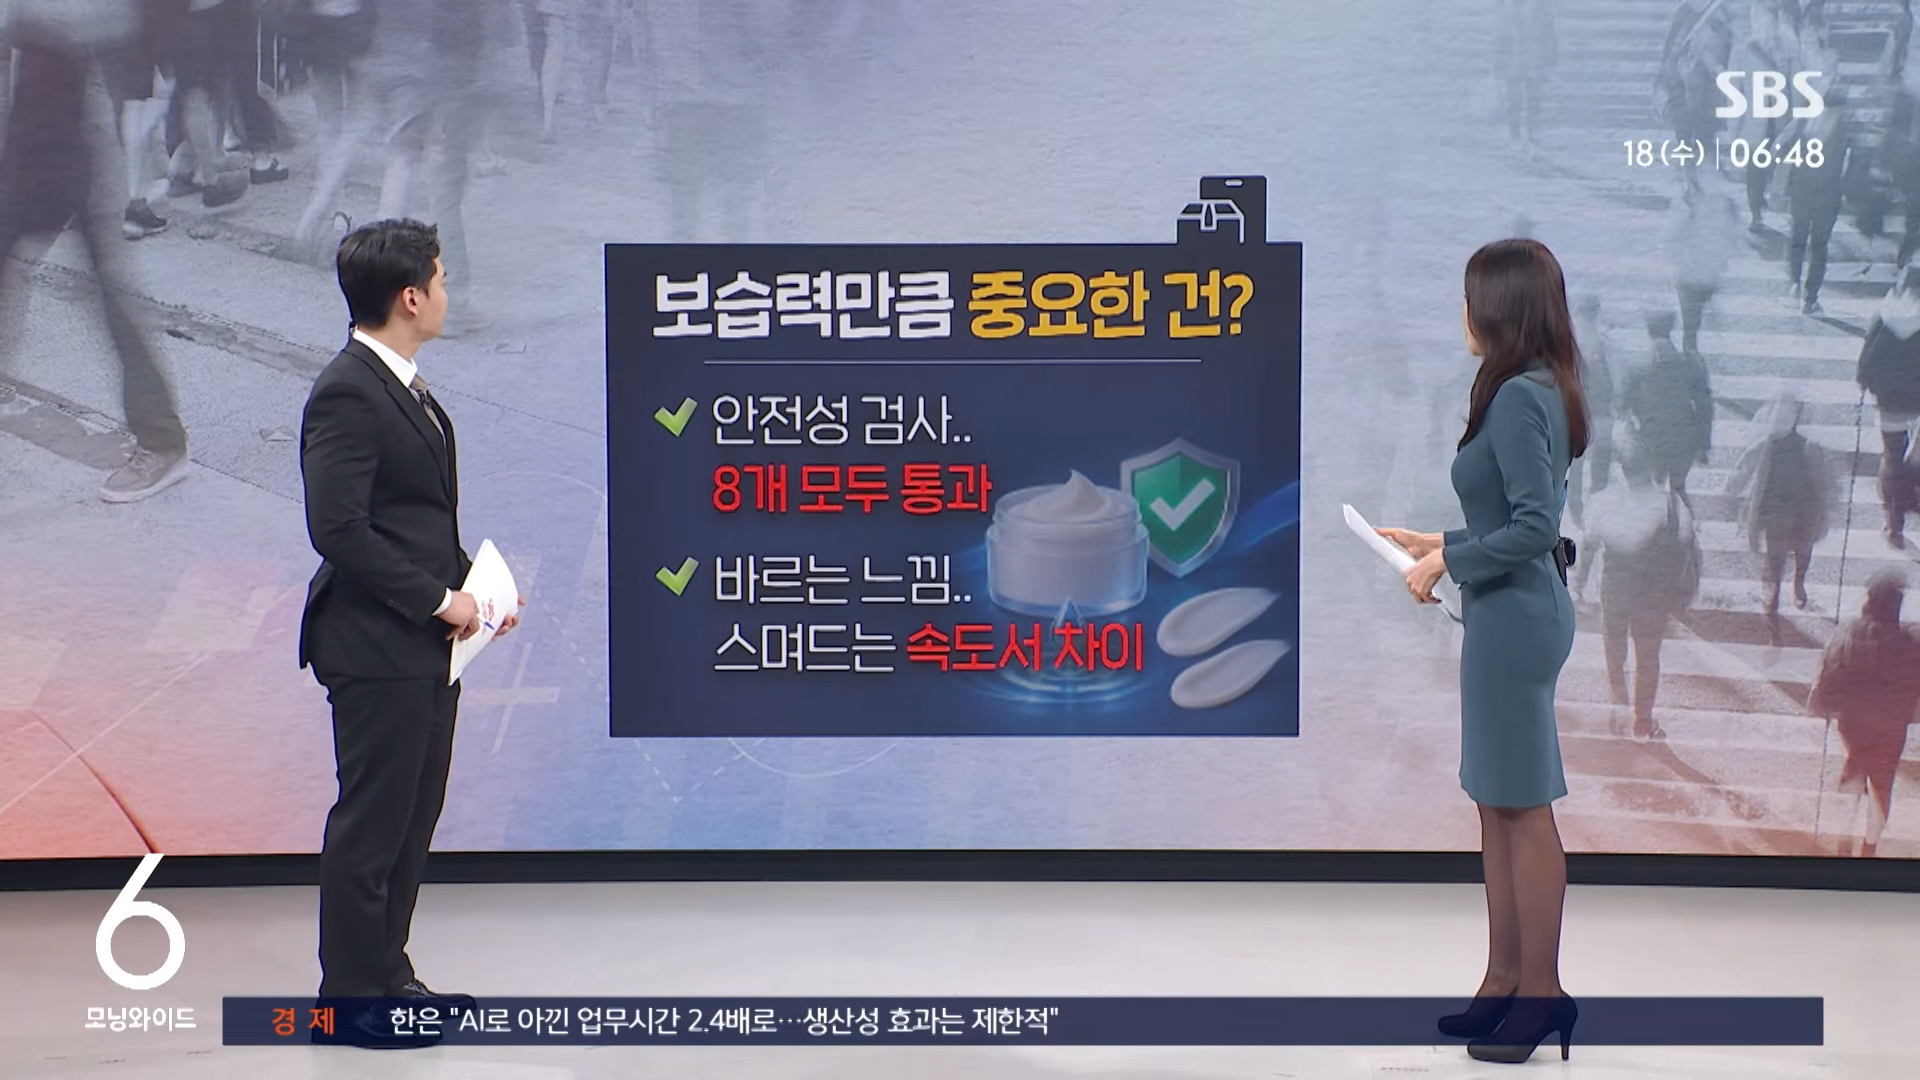 SBS
18(수) | 06:48
보습력만큼 중요한 건?
안전성 검사..
8개 모두 통과
바르는 느낌..
스며드는 속도서 차이
6
모닝와이드
경제 한은 "AI로 아낀 업무시간 2.4배로…생산성 효과는 제한적"